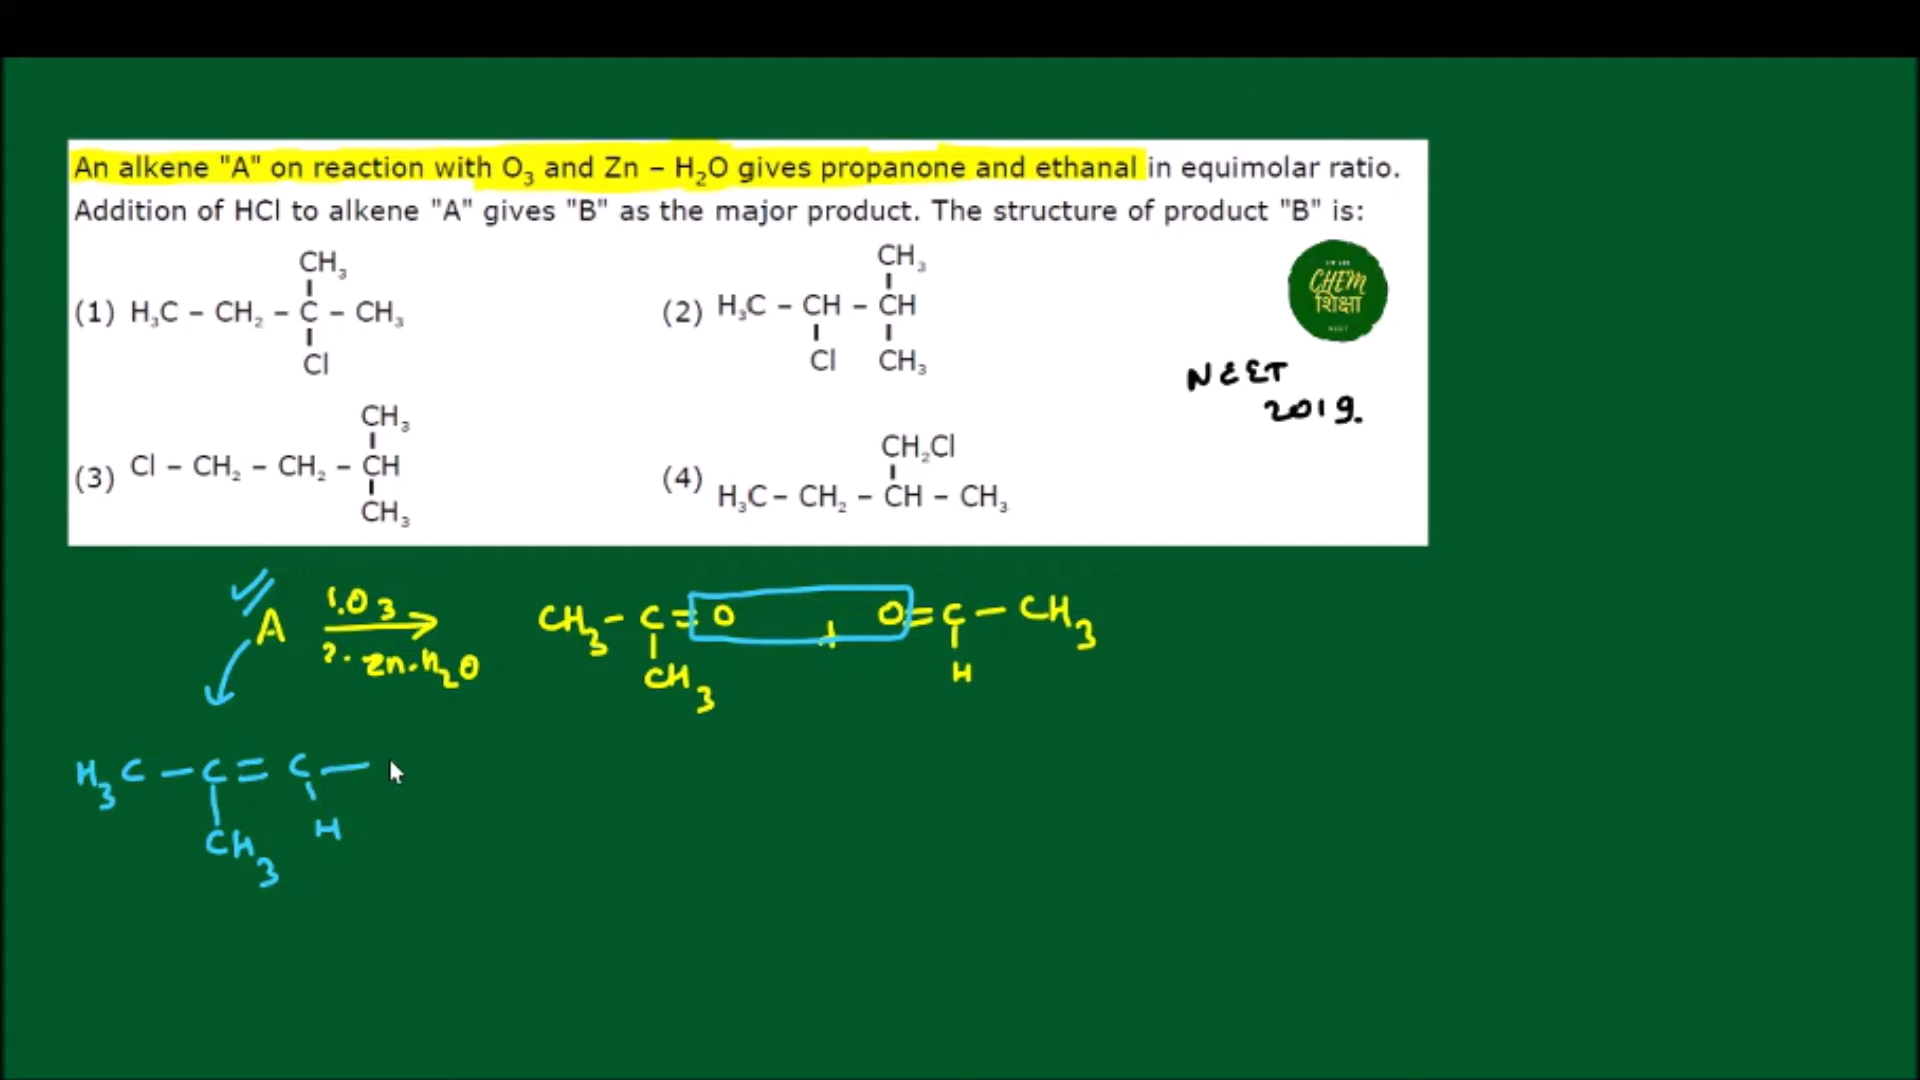 An alkene "A" on reaction with O₃ and Zn – H₂O gives propanone and ethanal in equimolar ratio.
Addition of HCl to alkene "A" gives "B" as the major product. The structure of product "B" is:
CH₃
(1) H₃C – CH₂ – C – CH₃
Cl
CH₃
(2) H₃C – CH – CH
Cl CH₃
CHEM
शिक्षा
NEET
NEET
2019.
CH₃
(3) Cl – CH₂ – CH₂ – CH
CH₃
CH₂Cl
(4) H₃C – CH₂ – CH – CH₃
A
1.O3
2. Zn.H2O
CH3 – C = O + O = C – CH3
CH3 H
H3C – C = C –
H
CH3